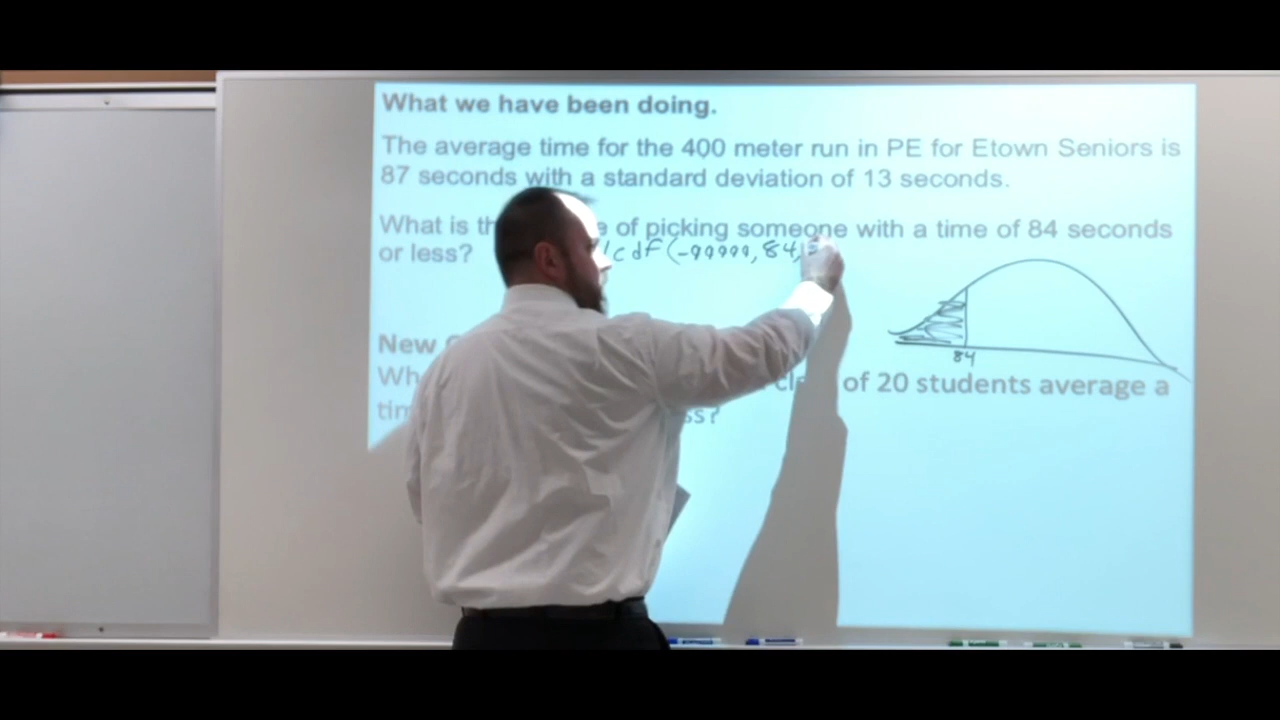 What we have been doing.
The average time for the 400 meter run in PE for Etown Seniors is
87 seconds with a standard deviation of 13 seconds.
What is of picking someone with a time of 84 seconds
or less?
cdf(-99999, 84,
84
New
of 20 students average a